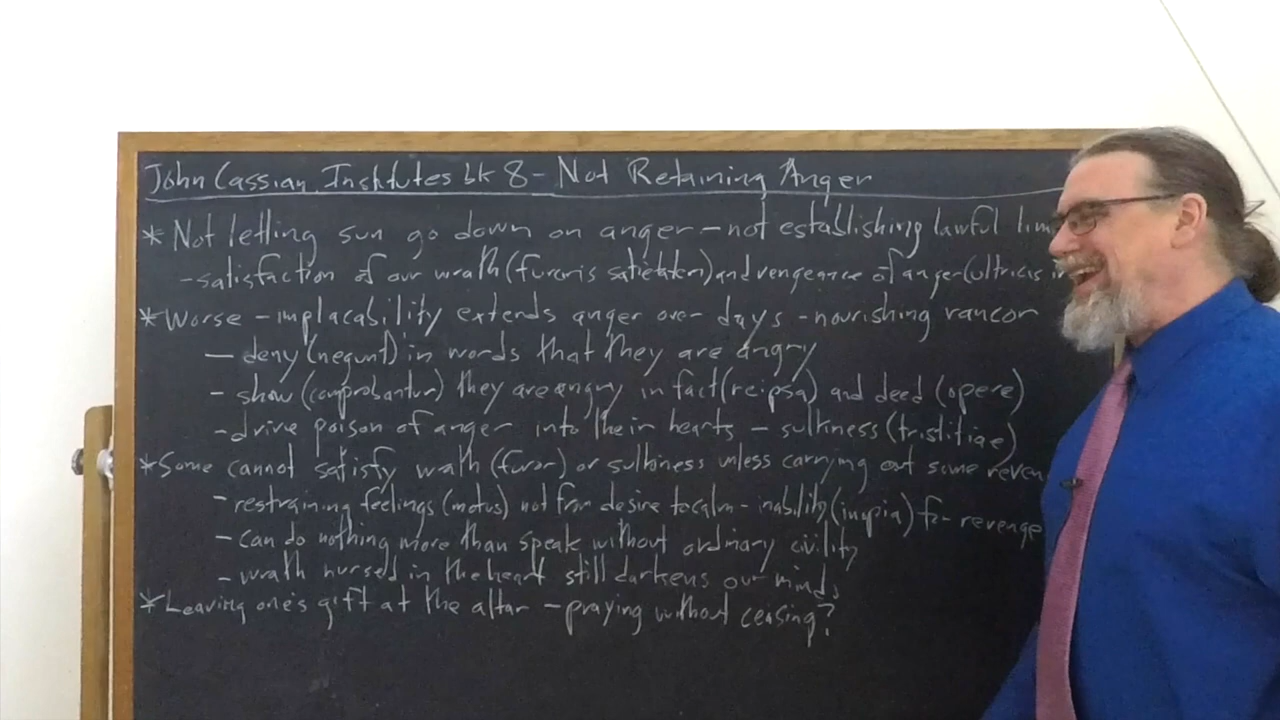 John Cassian Institutes bk 8 - Not Retaining Anger
* Not letting sun go down on anger - not establishing lawful
- satisfaction of our wrath (furoris satietatem) and vengeance of anger (ultricis
* Worse - implacability extends anger over days - nourishing rancor
- deny (negunt) in words that they are angry
- show (comprobantur) they are angry in fact (re ipsa) and deed (opere)
- drive poison of anger into their hearts - sulkiness (tristitiae)
* Some cannot satisfy wrath (furor) or sulkiness unless carrying out some
- restraining feelings (motus) not from desire to calm - inability (inopia) for revenge
- can do nothing more than speak without ordinary civility
- wrath nursed in the heart still darkens our minds
* Leaving one's gift at the altar - praying without ceasing?